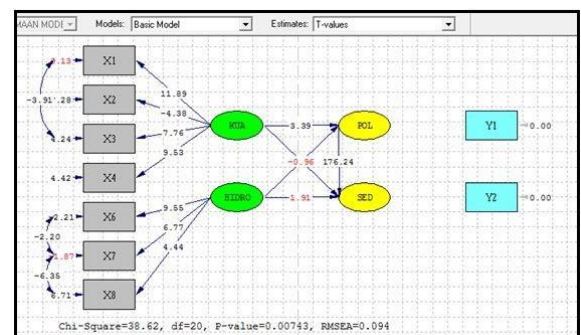 MAAN MODE Models: Basic Model Estimates: T-values
X1
X2
X3
X4
X6
X7
X8
-3.91
4.24
4.42
-2.21
-2.20
-1.87
-6.35
6.71
11.89
-4.38
-7.76
9.53
9.55
6.77
4.44
KUA
HIDRO
3.39
-0.96
1.91
176.24
POL
SED
Y1 0.00
Y2 0.00
Chi-Square=38.62, df=20, P-value=0.00743, RMSEA=0.094